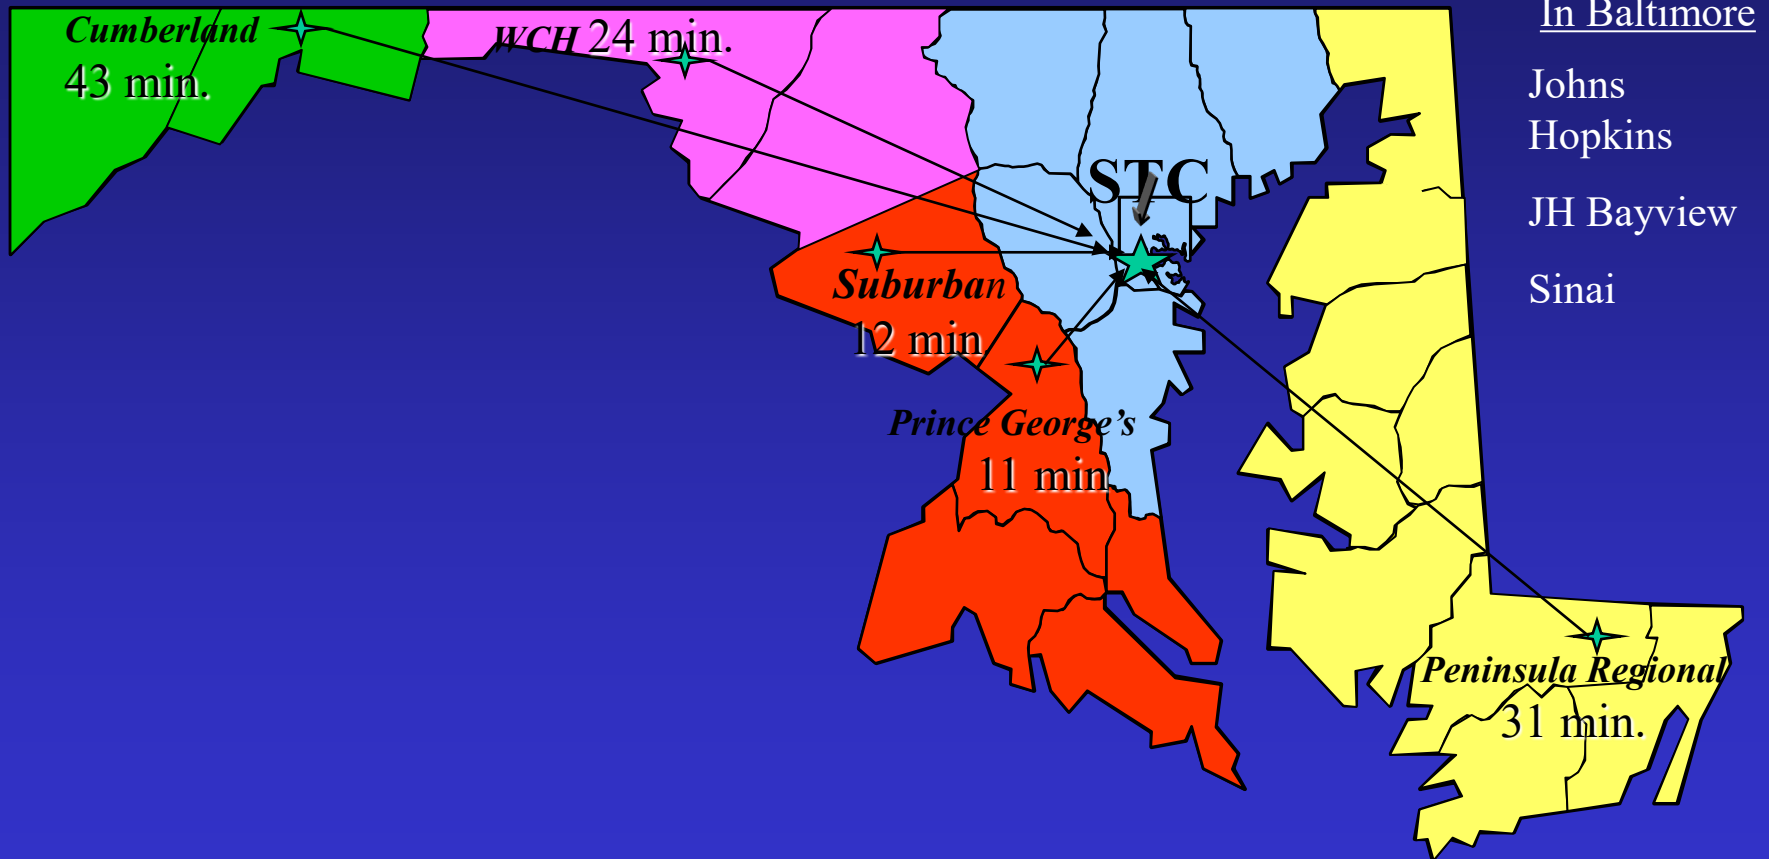 Cumberland
43 min.
WCH 24 min.
STC
Suburban
12 min
Prince George’s
11 min
Peninsula Regional
31 min.
In Baltimore
Johns
Hopkins
JH Bayview
Sinai